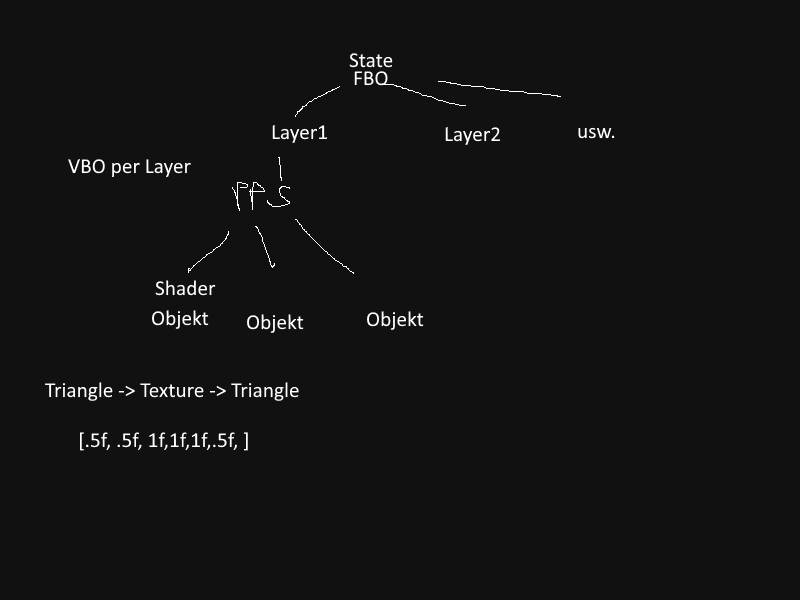 State
FBO
Layer1
Layer2
usw.
VBO per Layer
PPS
Shader
Objekt
Objekt
Objekt
Triangle -> Texture -> Triangle
[.5f, .5f, 1f,1f,1f,.5f, ]